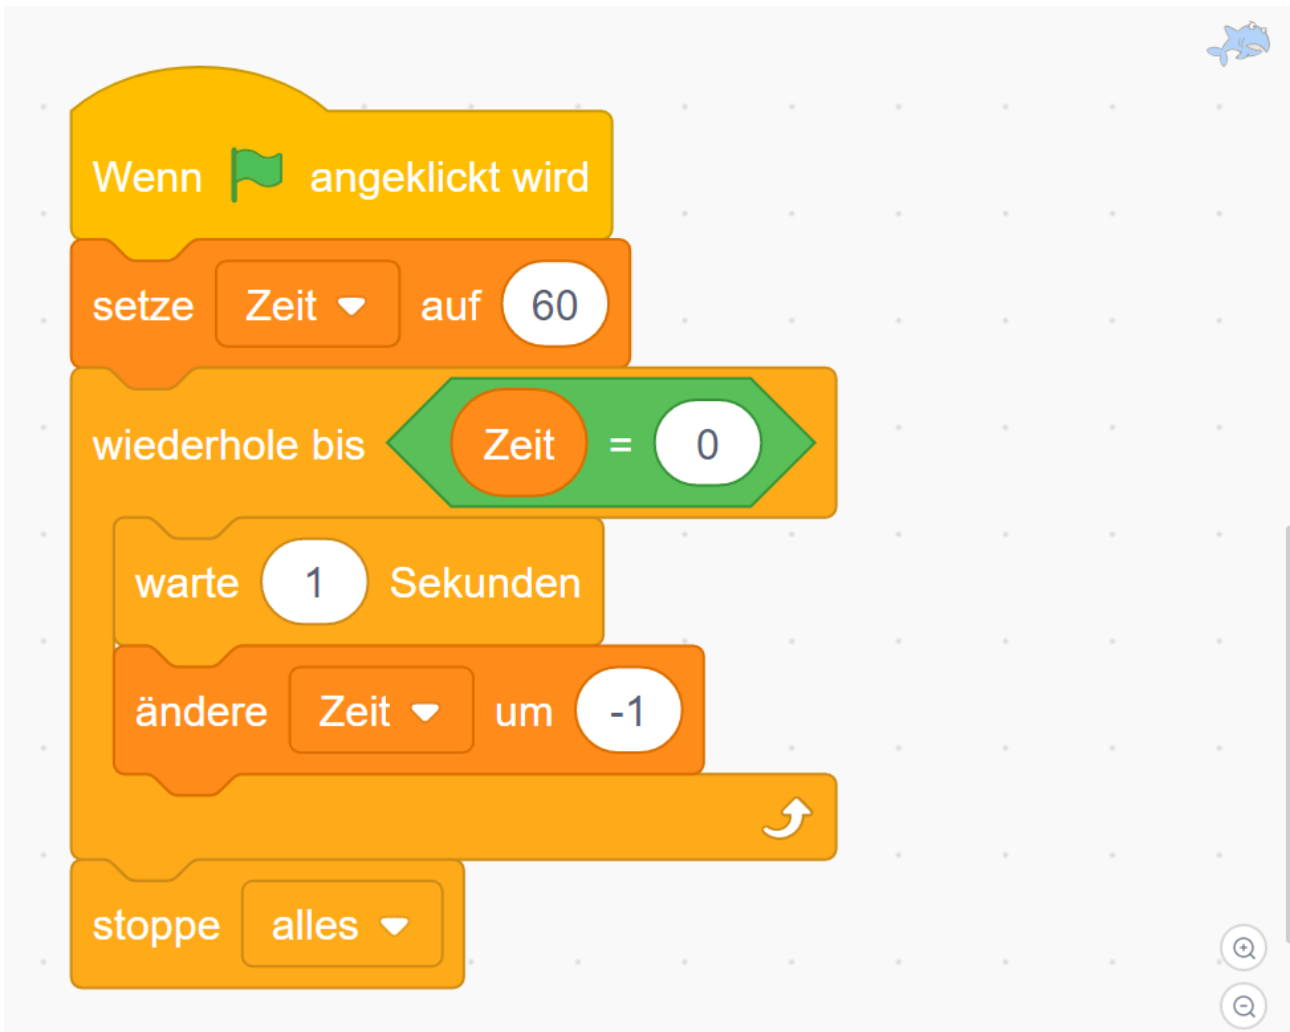 Wenn angeklickt wird
setze Zeit auf 60
wiederhole bis Zeit = 0
warte 1 Sekunden
ändere Zeit um -1
stoppe alles